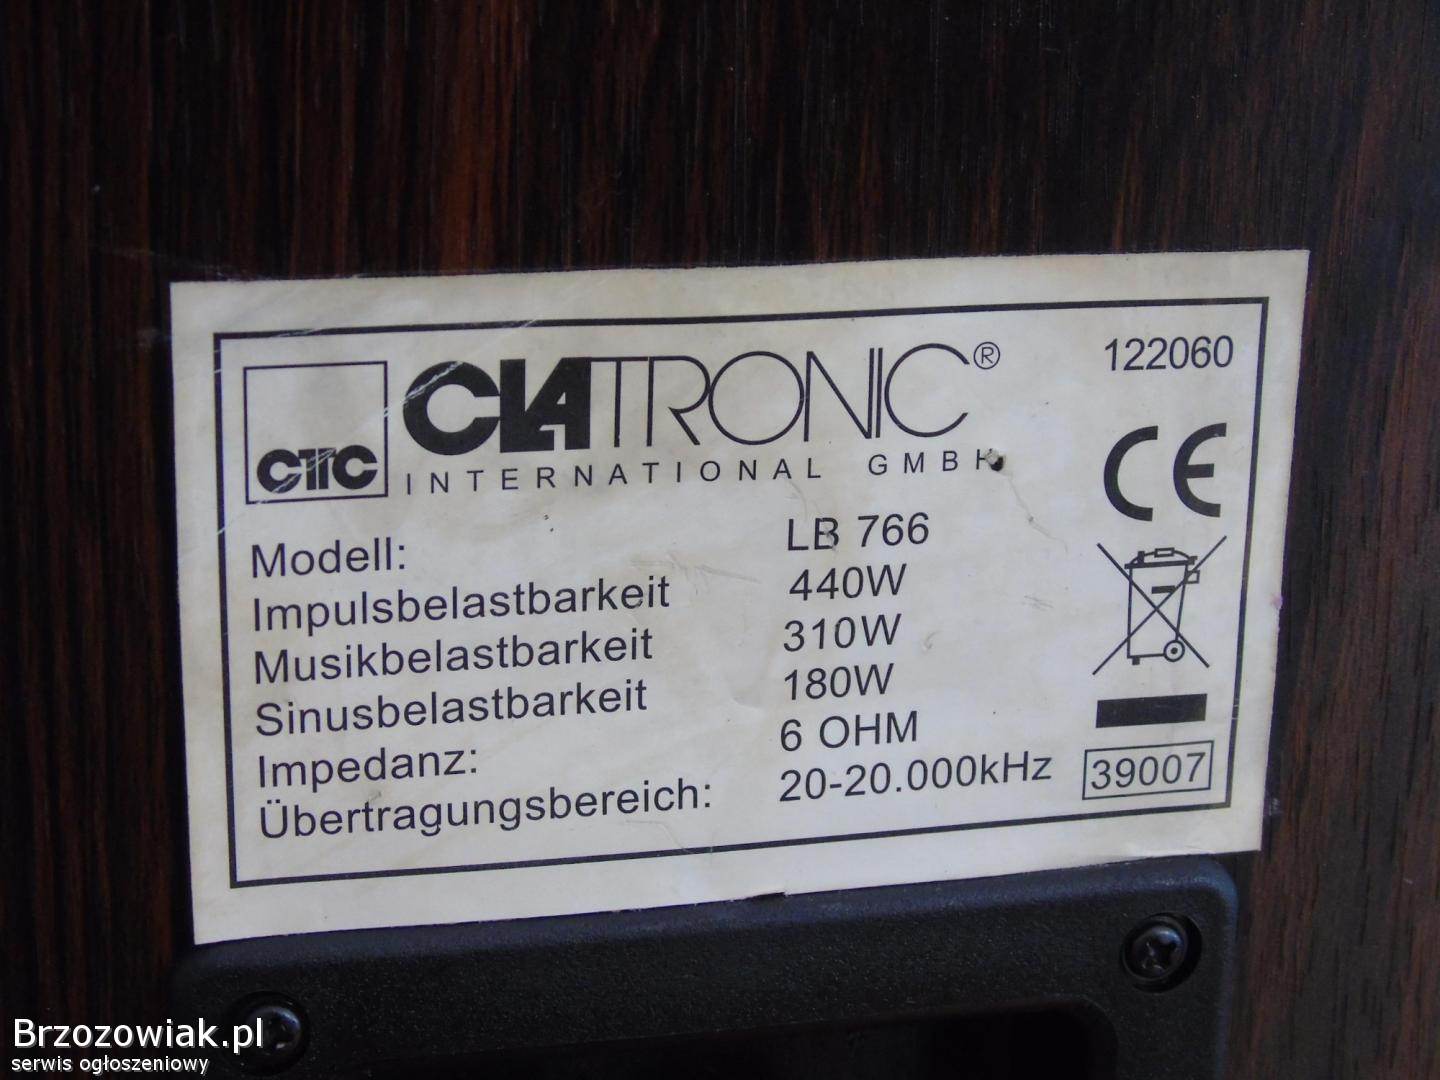 CTC
CLATRONIC®
INTERNATIONAL GMBH
122060
CE
Modell: LB 766
Impulsbelastbarkeit 440W
Musikbelastbarkeit 310W
Sinusbelastbarkeit 180W
Impedanz: 6 OHM
Übertragungsbereich: 20-20.000kHz
39007
Brzozowiak.pl
serwis ogłoszeniowy